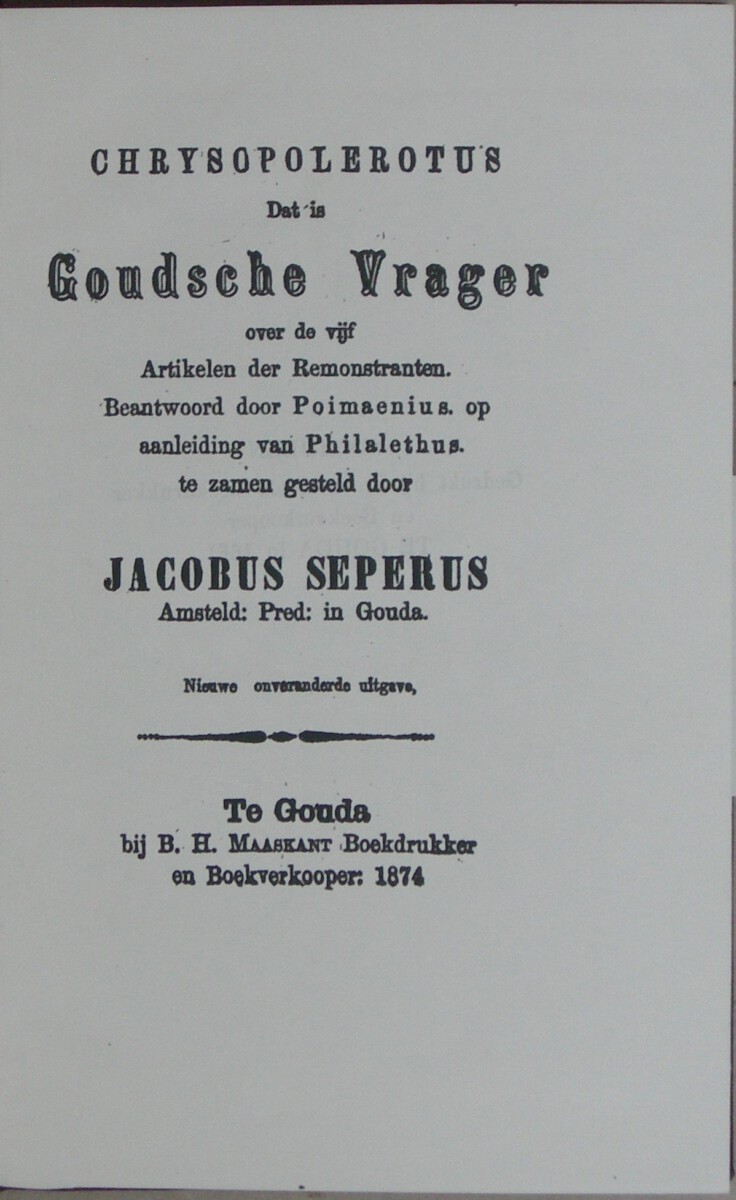 CHRYSOPOLEROTUS
Dat is
Goudsche Vrager
over de vijf
Artikelen der Remonstranten.
Beantwoord door Poimaenius. op
aanleiding van Philalethus.
te zamen gesteld door
JACOBUS SEPERUS
Amsteld: Pred: in Gouda.
Nieuwe onveranderde uitgave,
Te Gouda
bij B. H. MAASKANT Boekdrukker
en Boekverkooper: 1874